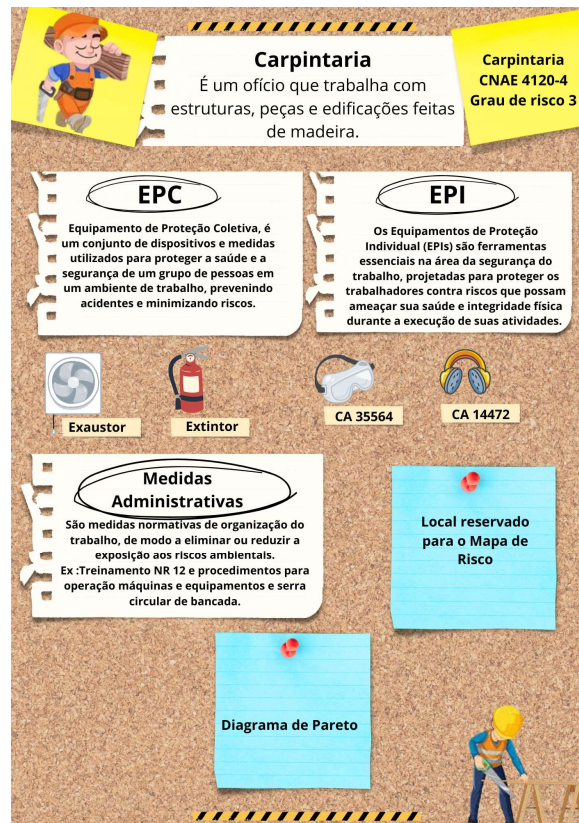 Carpintaria
É um ofício que trabalha com
estruturas, peças e edificações feitas
de madeira.
Carpintaria
CNAE 4120-4
Grau de risco 3
EPC
Equipamento de Proteção Coletiva, é
um conjunto de dispositivos e medidas
utilizados para proteger a saúde e a
segurança de um grupo de pessoas em
um ambiente de trabalho, prevenindo
acidentes e minimizando riscos.
EPI
Os Equipamentos de Proteção
Individual (EPIs) são ferramentas
essenciais na área da segurança do
trabalho, projetadas para proteger os
trabalhadores contra riscos que possam
ameaçar sua saúde e integridade física
durante a execução de suas atividades.
Exaustor
Extintor
CA 35564
CA 14472
Medidas
Administrativas
São medidas normativas de organização do
trabalho, de modo a eliminar ou reduzir a
exposição aos riscos ambientais.
Ex :Treinamento NR 12 e procedimentos para
operação máquinas e equipamentos e serra
circular de bancada.
Local reservado
para o Mapa de
Risco
Diagrama de Pareto